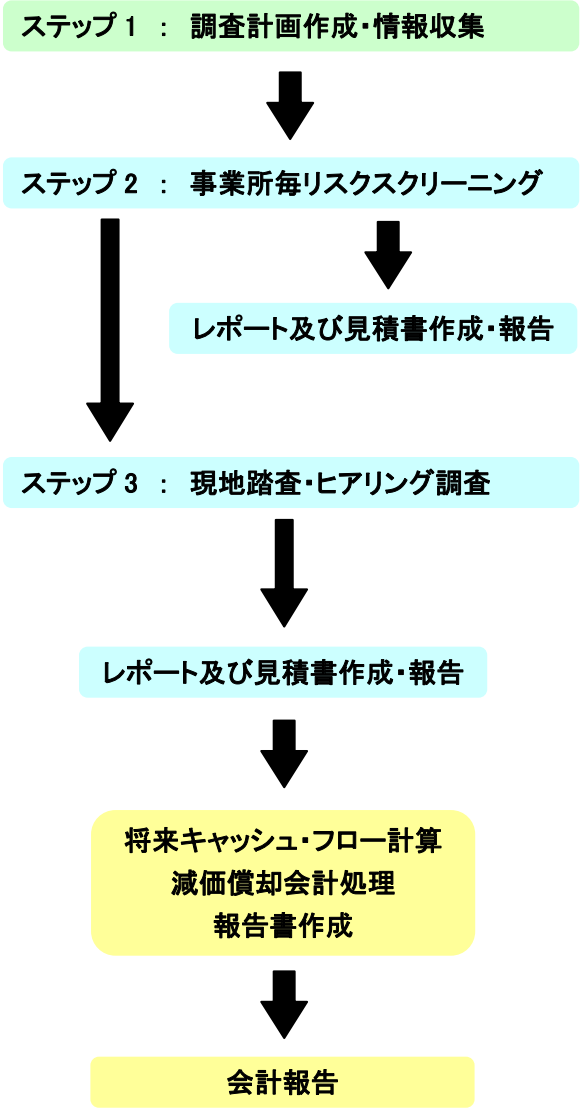 ステップ1 : 調査計画作成・情報収集
ステップ2 : 事業所毎リスクスクリーニング
レポート及び見積書作成・報告
ステップ3 : 現地踏査・ヒアリング調査
レポート及び見積書作成・報告
将来キャッシュ・フロー計算
減価償却会計処理
報告書作成
会計報告